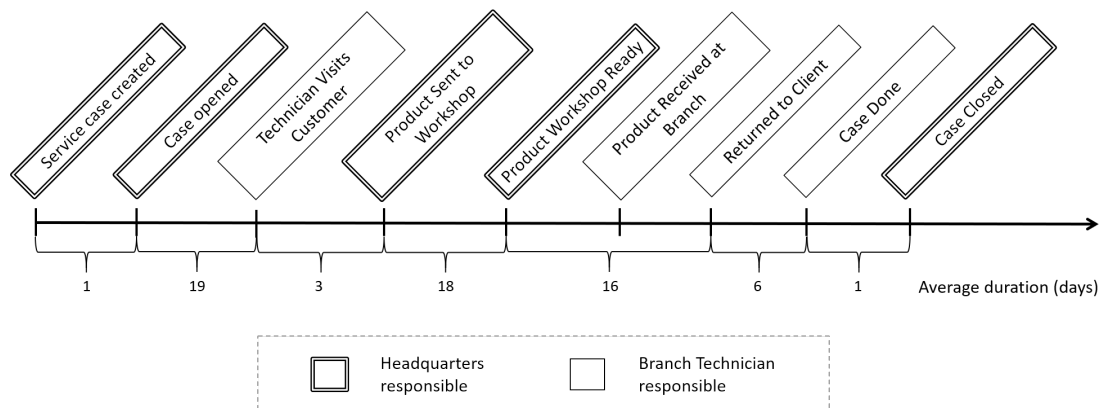 Service case created
Case opened
Technician Visits
Customer
Product Sent to
Workshop
Product Workshop Ready
Product Received at
Branch
Returned to Client
Case Done
Case Closed
1
19
3
18
16
6
1
Average duration (days)
Headquarters
responsible
Branch Technician
responsible